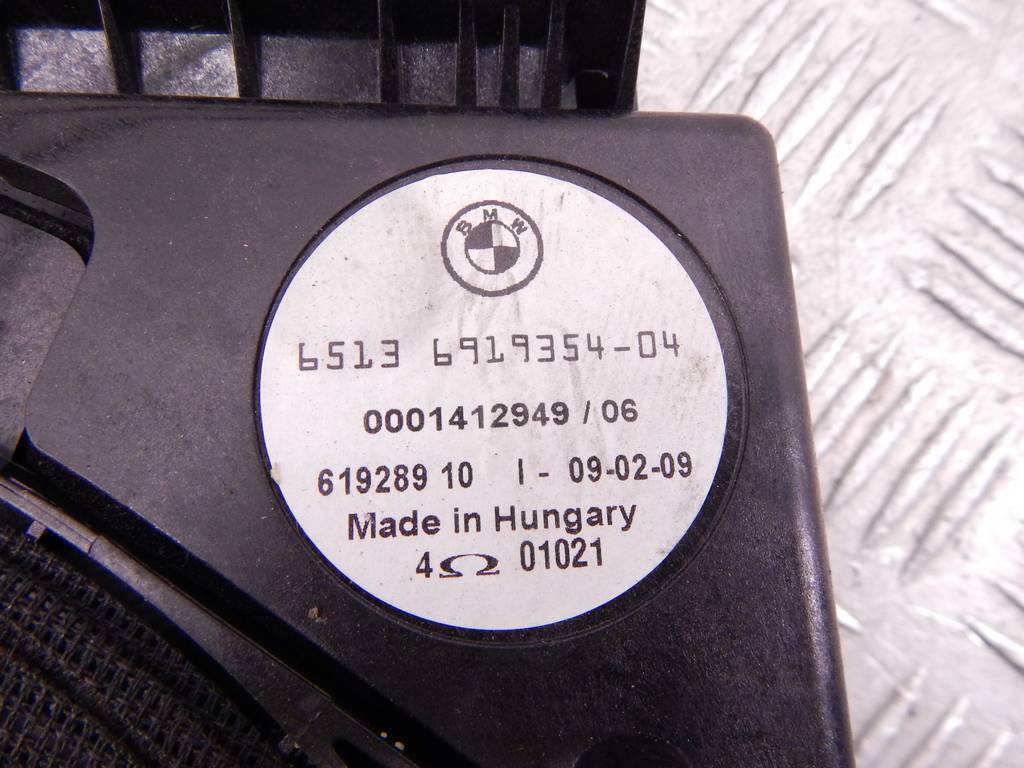 BMW
6513 6919354-04
0001412949 / 06
619289 10 I - 09-02-09
Made in Hungary
4Ω 01021